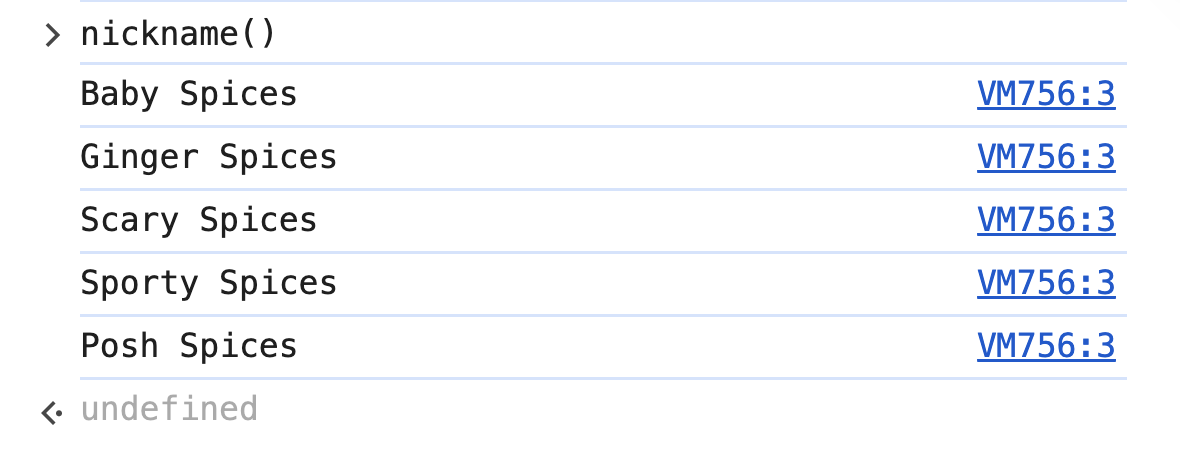 nickname()
Baby Spices VM756:3
Ginger Spices VM756:3
Scary Spices VM756:3
Sporty Spices VM756:3
Posh Spices VM756:3
undefined